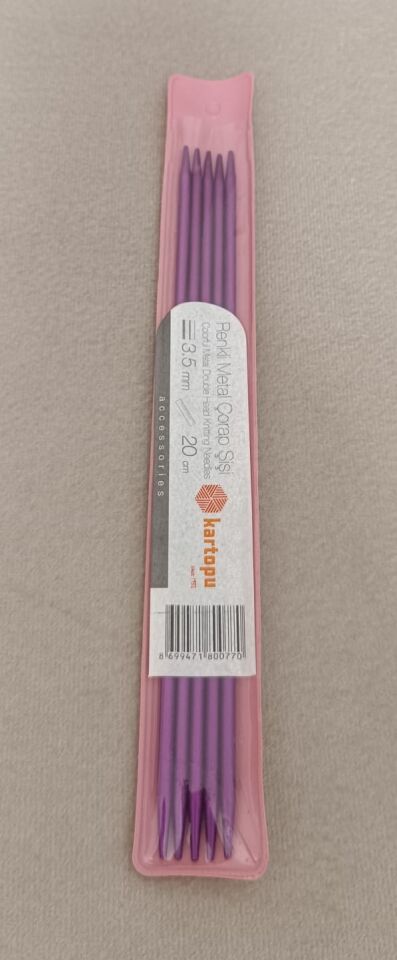 Renkli Metal Çorap Şişi
Colorful Metal Double Head Knitting Needles
3.5 mm
20 cm
accessories
kartopu
8 699471 800770